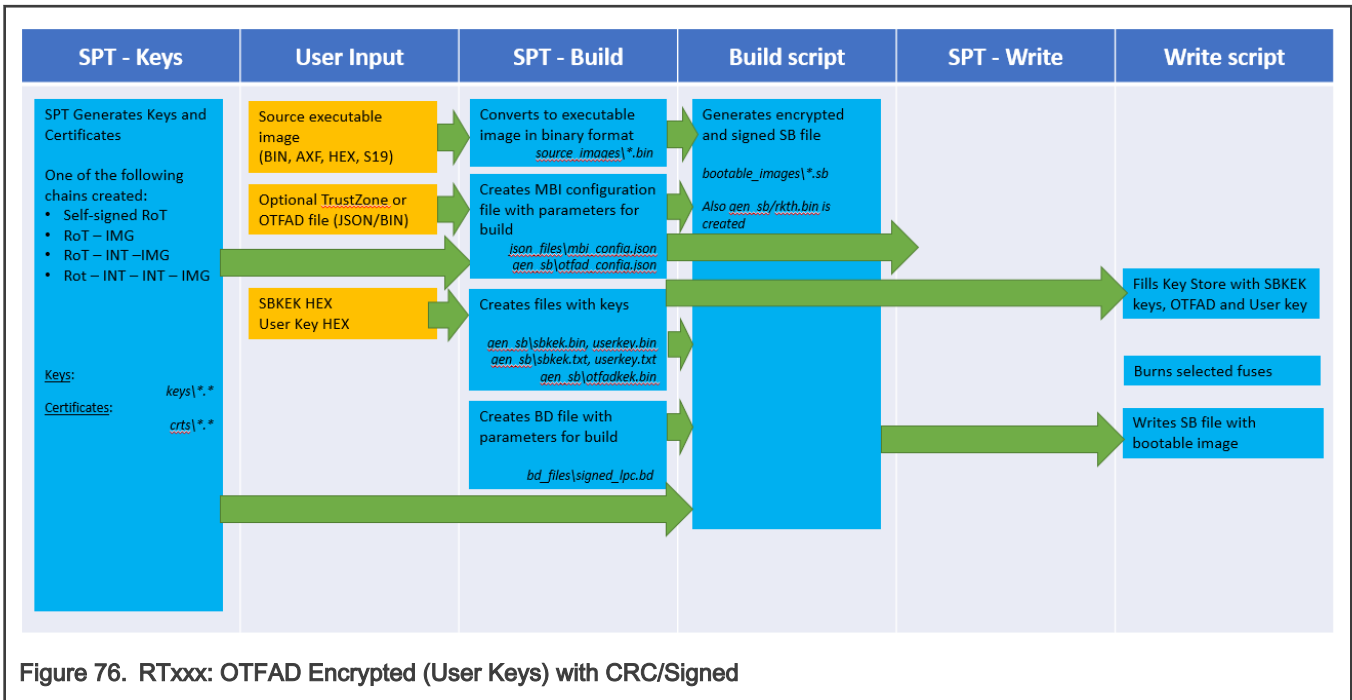 SPT - Keys
User Input
SPT - Build
Build script
SPT - Write
Write script
SPT Generates Keys and
Certificates
One of the following
chains created:
• Self-signed RoT
• RoT – IMG
• RoT – INT –IMG
• Rot – INT – INT – IMG
Keys:
keys\*.*
Certificates:
crts\*.*
Source executable
image
(BIN, AXF, HEX, S19)
Optional TrustZone or
OTFAD file (JSON/BIN)
SBKEK HEX
User Key HEX
Converts to executable
image in binary format
source_images\*.bin
Creates MBI configuration
file with parameters for
build
json_files\mbi_config.json
gen_sb\otfad_config.json
Creates files with keys
gen_sb\sbkek.bin, userkey.bin
gen_sb\sbkek.txt, userkey.txt
gen_sb\otfadkek.bin
Creates BD file with
parameters for build
bd_files\signed_lpc.bd
Generates encrypted
and signed SB file
bootable_images\*.sb
Also gen_sb/rkth.bin is
created
Fills Key Store with SBKEK
keys, OTFAD and User key
Burns selected fuses
Writes SB file with
bootable image
Figure 76. RTxxx: OTFAD Encrypted (User Keys) with CRC/Signed